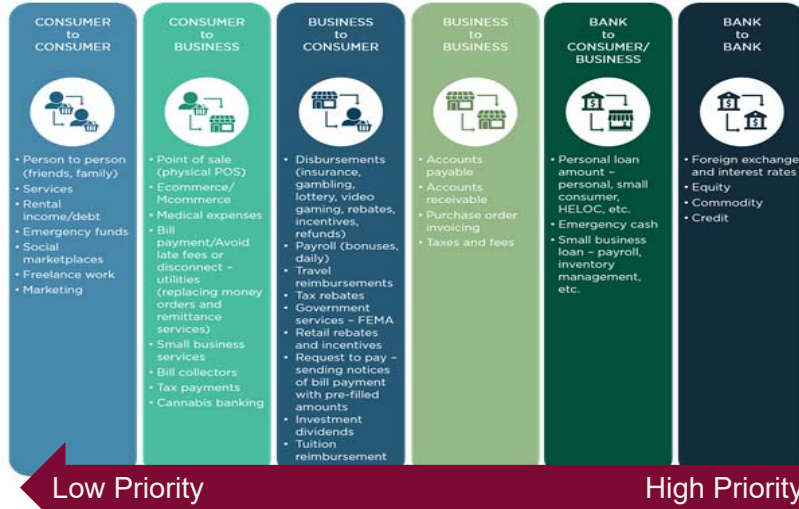 CONSUMER
to
CONSUMER
• Person to person
(friends, family)
• Services
• Rental
income/debt
• Emergency funds
• Social
marketplaces
• Freelance work
• Marketing
CONSUMER
to
BUSINESS
• Point of sale
(physical POS)
• Ecommerce/
Mcommerce
• Medical expenses
• Bill
payment/Avoid
late fees or
disconnect –
utilities
(replacing money
orders and
remittance
services)
• Small business
services
• Bill collectors
• Tax payments
• Cannabis banking
BUSINESS
to
CONSUMER
• Disbursements
(insurance,
gambling,
lottery, video
gaming, rebates,
incentives,
refunds)
• Payroll (bonuses,
daily)
• Travel
reimbursements
• Tax rebates
• Government
services – FEMA
• Retail rebates
and incentives
• Request to pay –
sending notices
of bill payment
with pre-filled
amounts
• Investment
dividends
• Tuition
reimbursement
BUSINESS
to
BUSINESS
• Accounts
payable
• Accounts
receivable
• Purchase order
invoicing
• Taxes and fees
BANK
to
CONSUMER/
BUSINESS
• Personal loan
amount –
personal, small
consumer,
HELOC, etc.
• Emergency cash
• Small business
loan – payroll,
inventory
management,
etc.
BANK
to
BANK
• Foreign exchange
and interest rates
• Equity
• Commodity
• Credit
Low Priority
High Priority